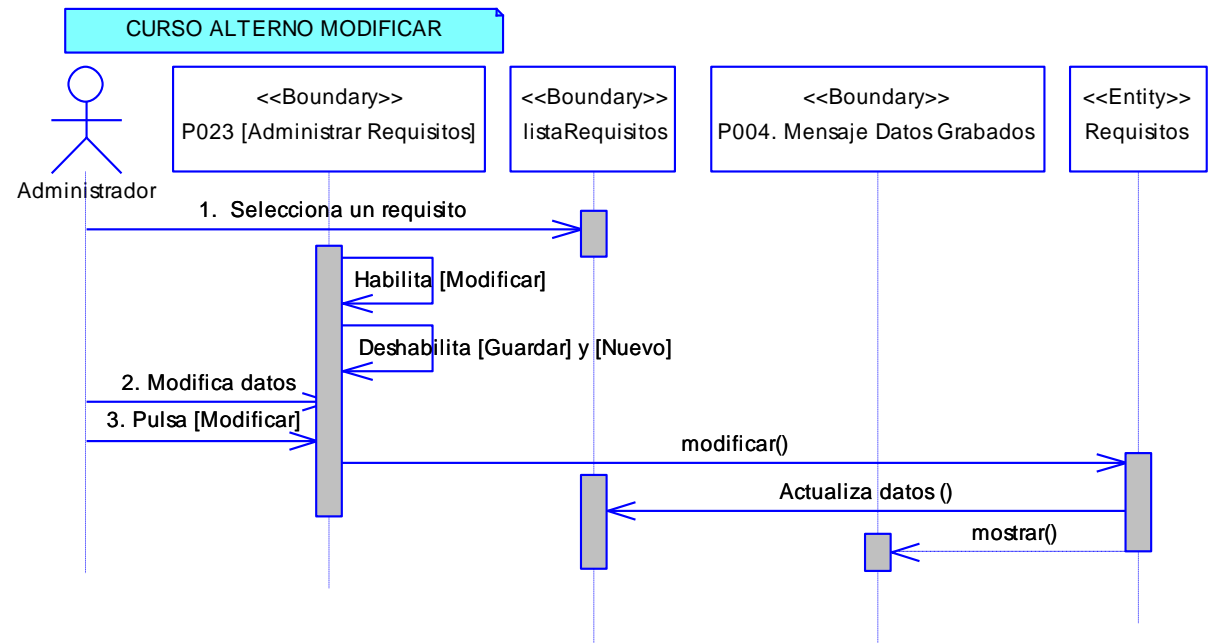 CURSO ALTERNO MODIFICAR
<<Boundary>>
P023 [Administrar Requisitos]
<<Boundary>>
listaRequisitos
<<Boundary>>
P004. Mensaje Datos Grabados
<<Entity>>
Requisitos
Administrador
1. Selecciona un requisito
Habilita [Modificar]
Deshabilita [Guardar] y [Nuevo]
2. Modifica datos
3. Pulsa [Modificar]
modificar()
Actualiza datos ()
mostrar()